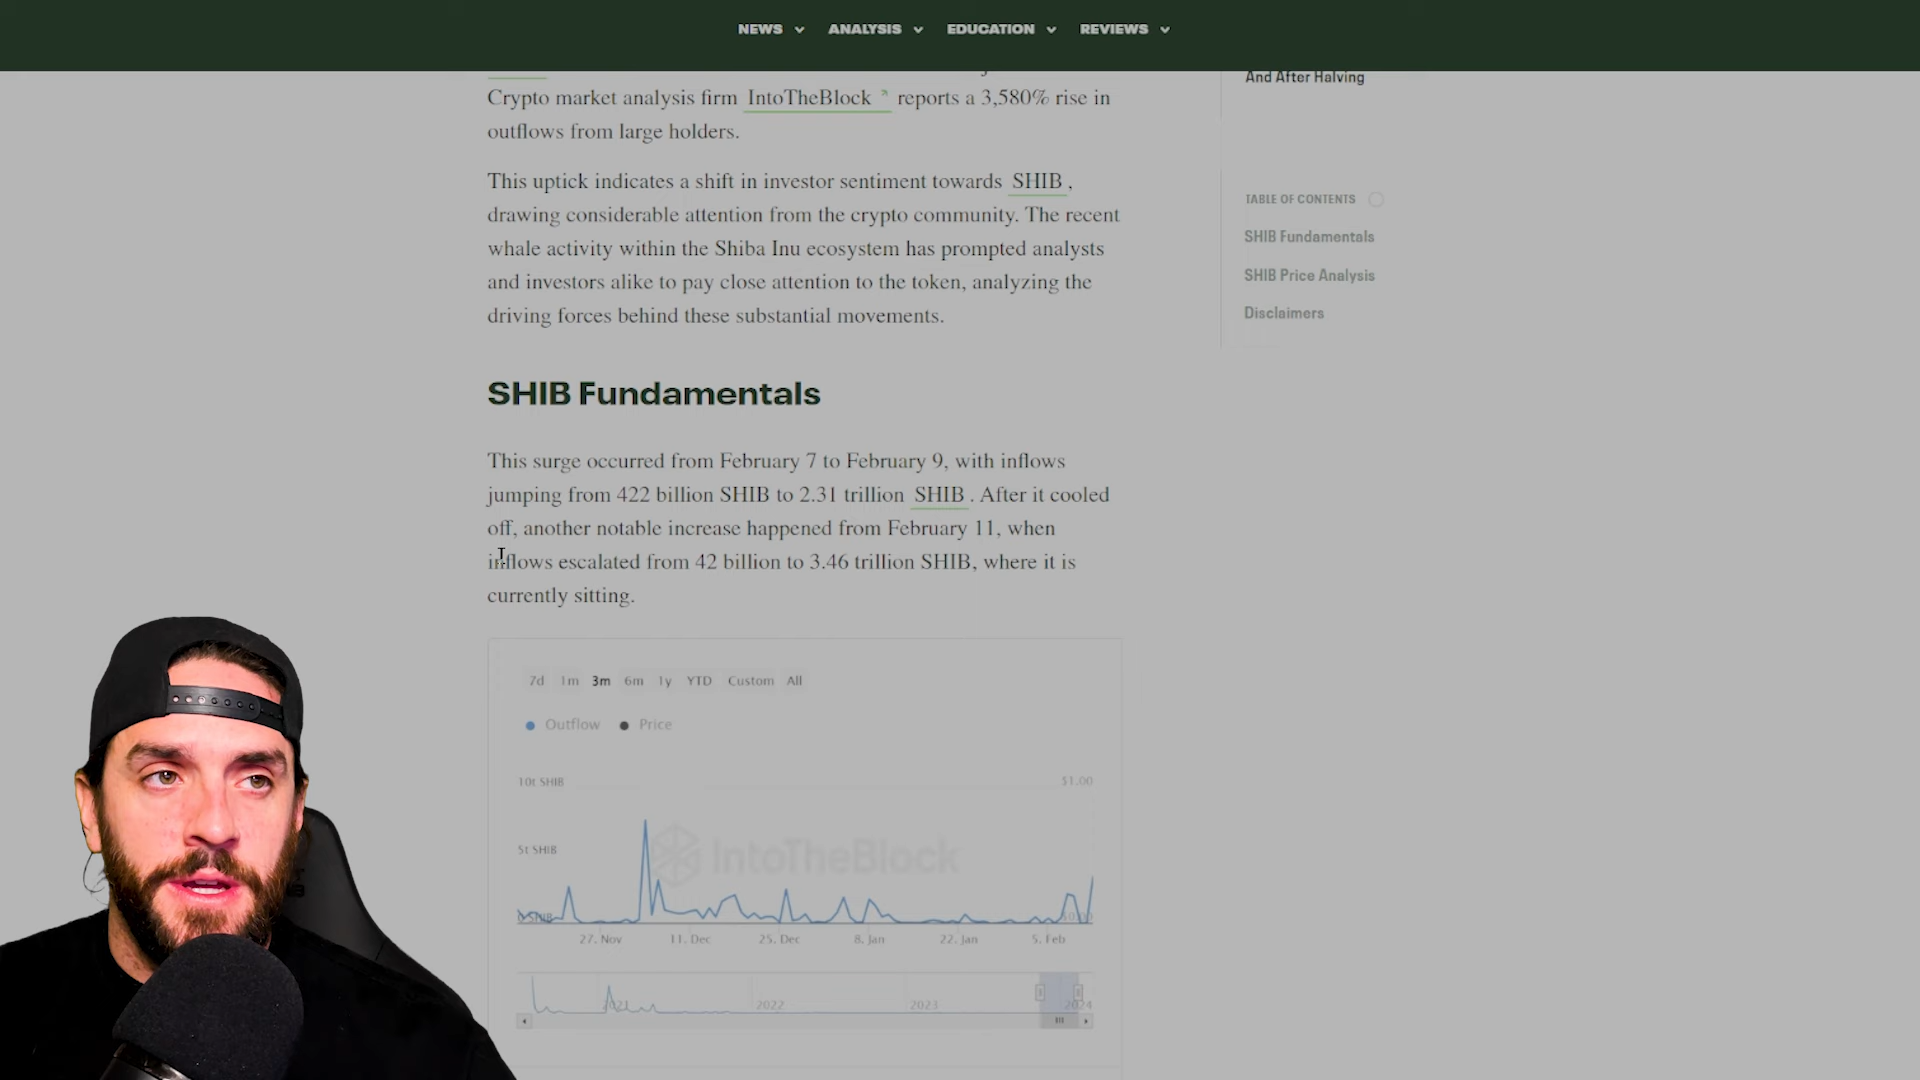 NEWS ANALYSIS EDUCATION REVIEWS
And After Halving
Crypto market analysis firm IntoTheBlock reports a 3,580% rise in
outflows from large holders.
This uptick indicates a shift in investor sentiment towards SHIB ,
drawing considerable attention from the crypto community. The recent
whale activity within the Shiba Inu ecosystem has prompted analysts
and investors alike to pay close attention to the token, analyzing the
driving forces behind these substantial movements.
TABLE OF CONTENTS
SHIB Fundamentals
SHIB Price Analysis
Disclaimers
SHIB Fundamentals
This surge occurred from February 7 to February 9, with inflows
jumping from 422 billion SHIB to 2.31 trillion SHIB . After it cooled
off, another notable increase happened from February 11, when
inflows escalated from 42 billion to 3.46 trillion SHIB, where it is
currently sitting.
7d 1m 3m 6m 1y YTD Custom All
Outflow Price
10t SHIB $1.00
5t SHIB
IntoTheBlock
0 SHIB $0.00
27. Nov 11. Dec 25. Dec 8. Jan 22. Jan 5. Feb
2021 2022 2023 2024